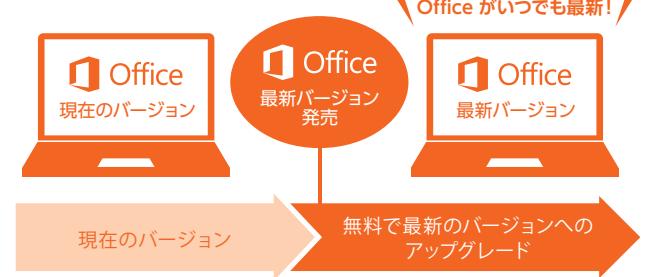 Office がいつでも最新!
Office
現在のバージョン
Office
最新バージョン
発売
Office
最新バージョン
現在のバージョン
無料で最新のバージョンへの
アップグレード